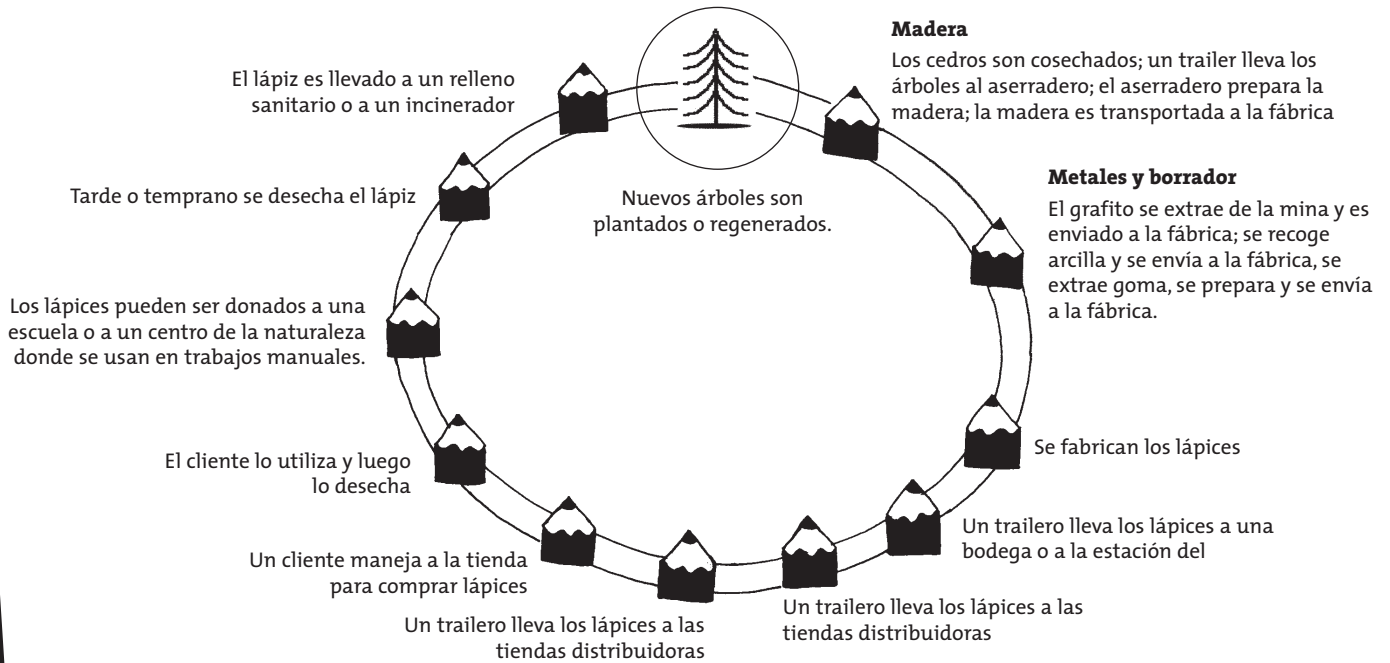 Madera
Los cedros son cosechados; un trailer lleva los
árboles al aserradero; el aserradero prepara la
madera; la madera es transportada a la fábrica
Metales y borrador
El grafito se extrae de la mina y es
enviado a la fábrica; se recoge
arcilla y se envía a la fábrica, se
extrae goma, se prepara y se envía
a la fábrica.
Se fabrican los lápices
Un trailero lleva los lápices a una
bodega o a la estación del
Un trailero lleva los lápices a las
tiendas distribuidoras
Un trailero lleva los lápices a las
tiendas distribuidoras
Un cliente maneja a la tienda
para comprar lápices
El cliente lo utiliza y luego
lo desecha
Los lápices pueden ser donados a una
escuela o a un centro de la naturaleza
donde se usan en trabajos manuales.
Tarde o temprano se desecha el lápiz
El lápiz es llevado a un relleno
sanitario o a un incinerador
Nuevos árboles son
plantados o regenerados.